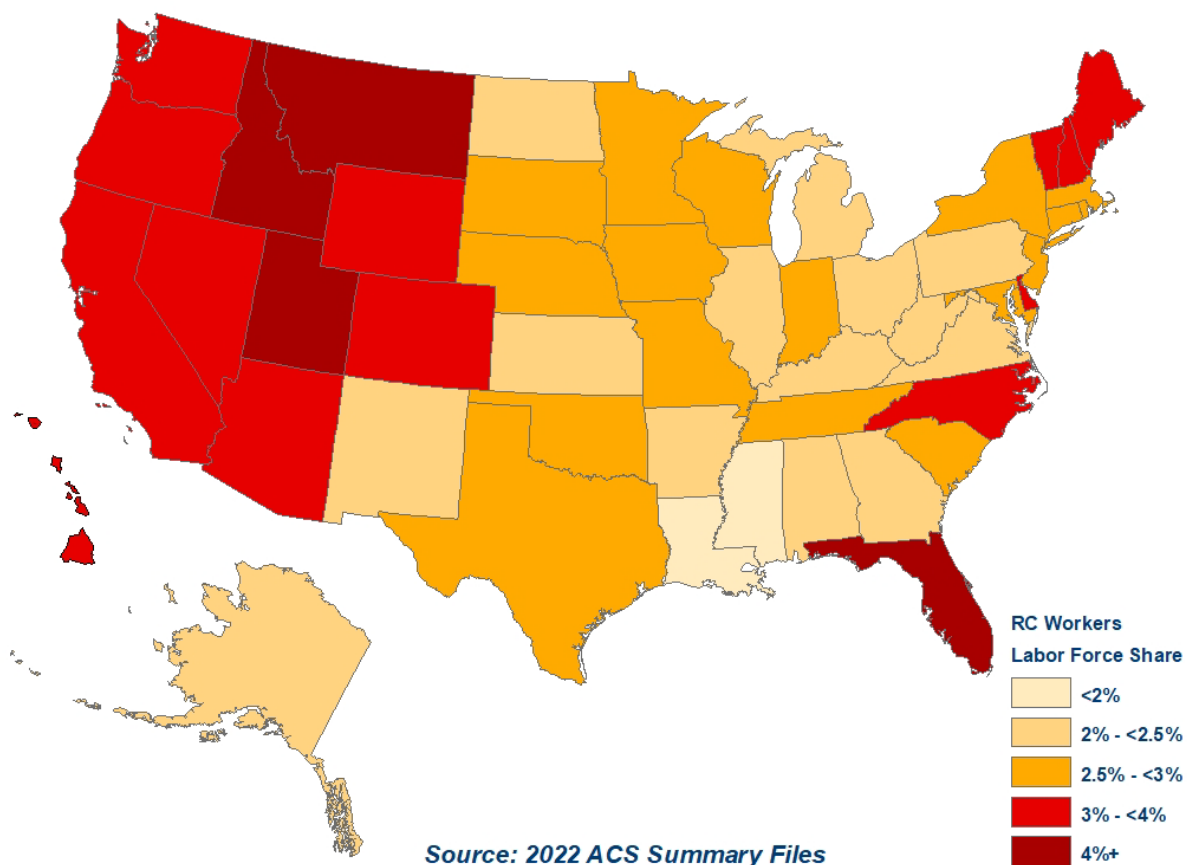 RC Workers
Labor Force Share
<2%
2% - <2.5%
2.5% - <3%
3% - <4%
4%+
Source: 2022 ACS Summary Files